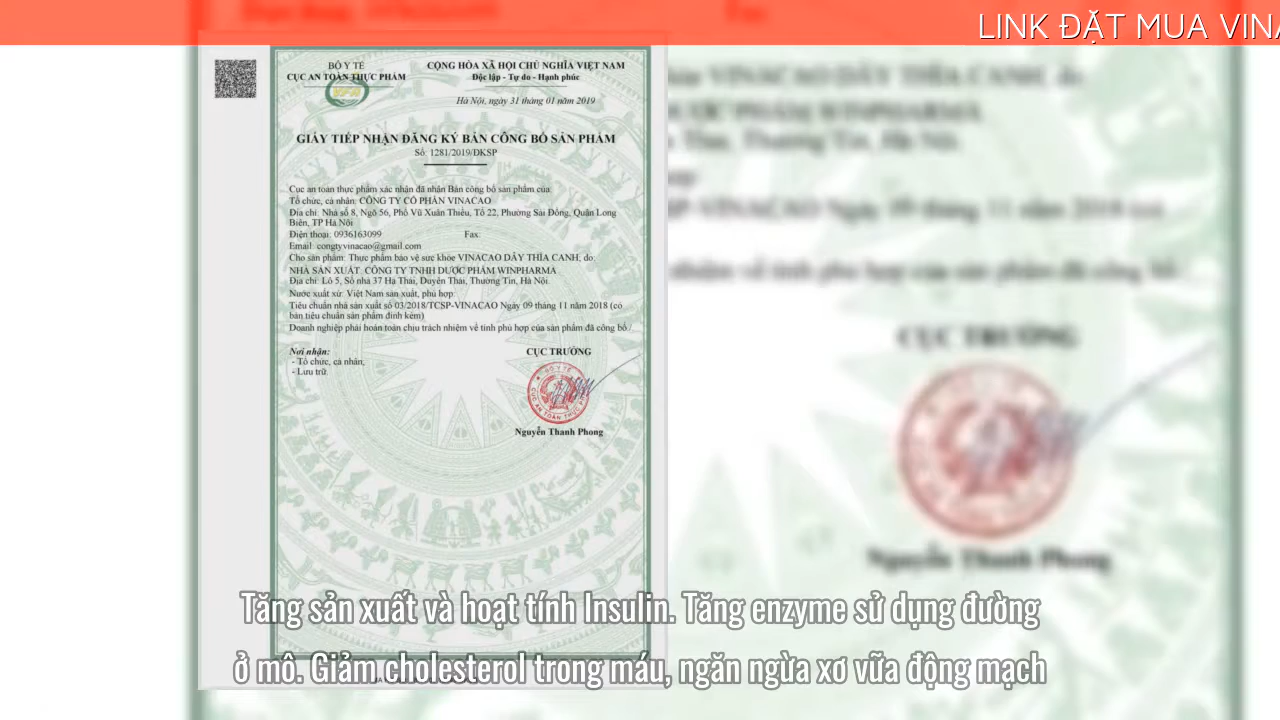 LINK ĐẶT MUA VINA
BỘ Y TẾ
CỤC AN TOÀN THỰC PHẨM
CỘNG HÒA XÃ HỘI CHỦ NGHĨA VIỆT NAM
Độc lập - Tự do - Hạnh phúc
Hà Nội, ngày 31 tháng 01 năm 2019
GIẤY TIẾP NHẬN ĐĂNG KÝ BẢN CÔNG BỐ SẢN PHẨM
Số: 1281/2019/ĐKSP
Cục an toàn thực phẩm xác nhận đã nhận Bản công bố sản phẩm của:
Tổ chức, cá nhân: CÔNG TY CỔ PHẦN VINACAO
Địa chỉ: Nhà số 8, Ngõ 56, Phố Vũ Xuân Thiều, Tổ 22, Phường Sài Đồng, Quận Long
Biên, TP Hà Nội
Điện thoại: 0936163099 Fax:
Email: congtyvinacao@gmail.com
Cho sản phẩm: Thực phẩm bảo vệ sức khỏe VINACAO DÂY THÌA CANH, do:
NHÀ SẢN XUẤT: CÔNG TY TNHH DƯỢC PHẨM WINPHARMA
Địa chỉ: Lô 5, Số nhà 37 Hạ Thái, Duyên Thái, Thường Tín, Hà Nội.
Nước xuất xứ: Việt Nam sản xuất, phù hợp:
Tiêu chuẩn nhà sản xuất số 03/2018/TCSP-VINACAO Ngày 09 tháng 11 năm 2018 (có
bản tiêu chuẩn sản phẩm đính kèm)
Doanh nghiệp phải hoàn toàn chịu trách nhiệm về tính phù hợp của sản phẩm đã công bố./
Nơi nhận:
- Tổ chức, cá nhân;
- Lưu trữ.
CỤC TRƯỞNG
BỘ Y TẾ
CỤC AN TOÀN THỰC PHẨM
Nguyễn Thanh Phong
Tăng sản xuất và hoạt tính Insulin. Tăng enzyme sử dụng đường
ở mô. Giảm cholesterol trong máu, ngăn ngừa xơ vữa động mạch